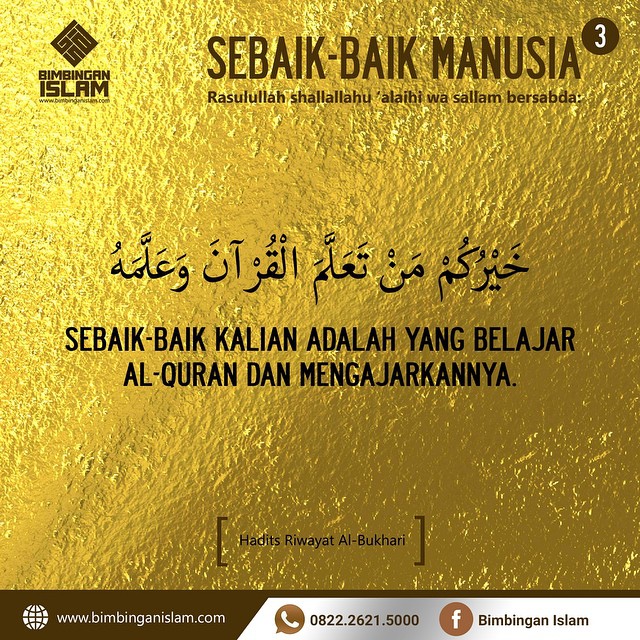 BIMBINGAN
ISLAM
www.bimbinganislam.com
SEBAIK-BAIK MANUSIA
3
Rasulullah shallallahu 'alaihi wa sallam bersabda:
خَيْرُكُمْ مَنْ تَعَلَّمَ الْقُرْآنَ وَعَلَّمَهُ
SEBAIK-BAIK KALIAN ADALAH YANG BELAJAR
AL-QURAN DAN MENGAJARKANNYA.
[ Hadits Riwayat Al-Bukhari ]
www.bimbinganislam.com
0822.2621.5000
f Bimbingan Islam